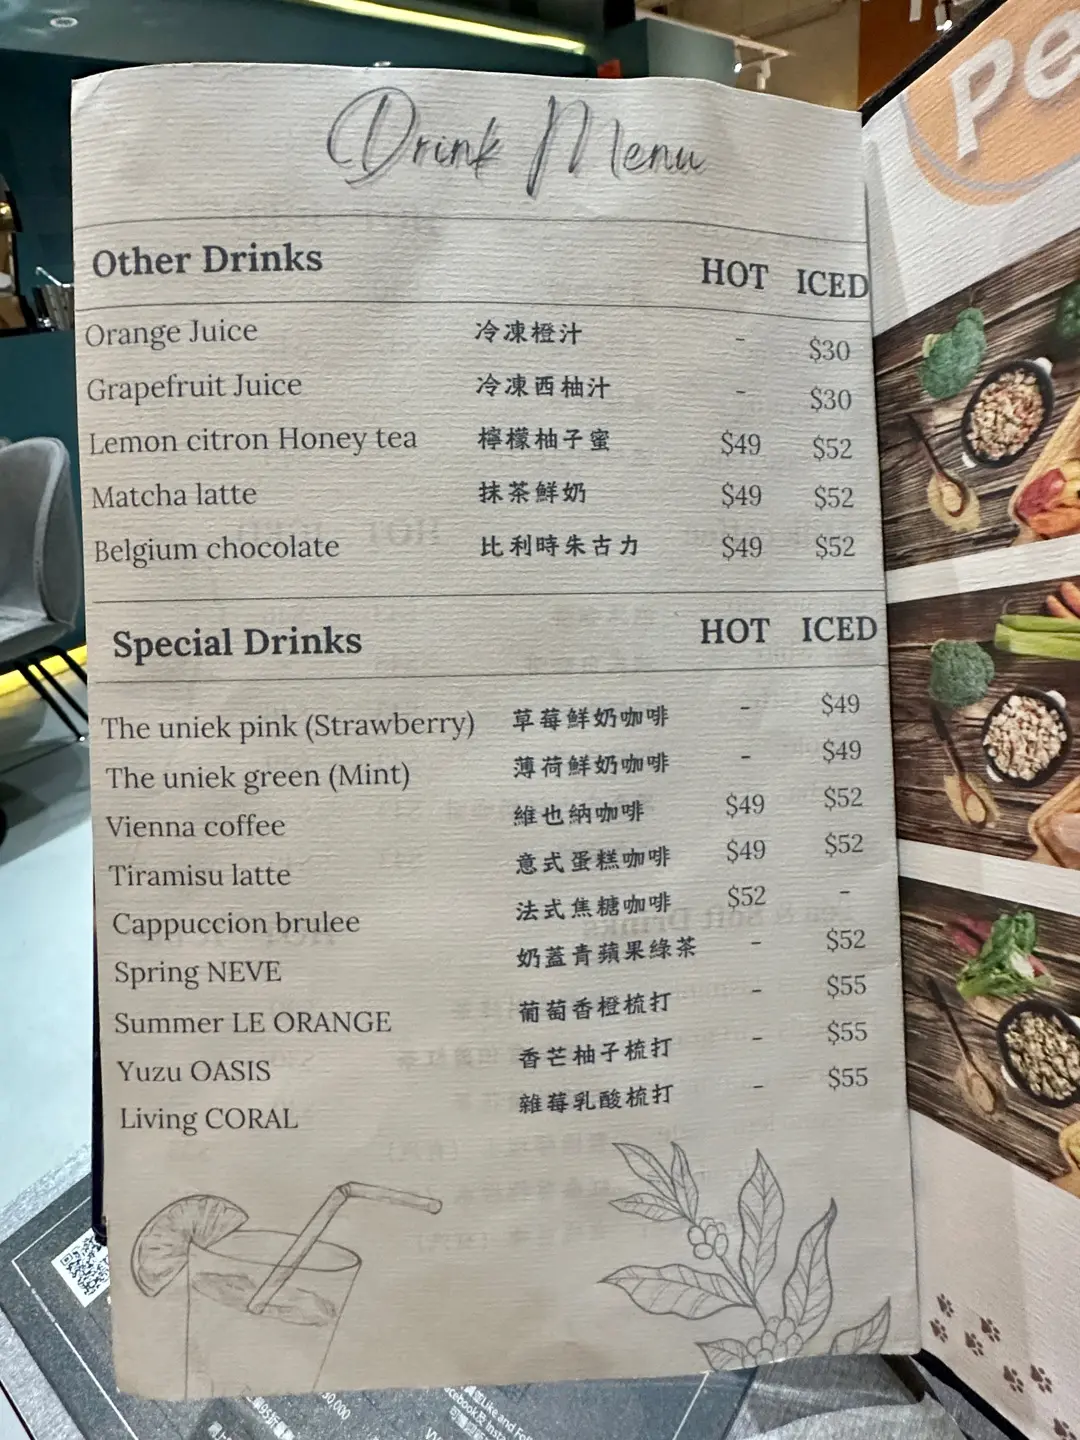 Drink Menu
Other Drinks HOT ICED
Orange Juice 冷凍橙汁 - $30
Grapefruit Juice 冷凍西柚汁 - $30
Lemon citron Honey tea 檸檬柚子蜜 $49 $52
Matcha latte 抹茶鮮奶 $49 $52
Belgium chocolate 比利時朱古力 $49 $52
Special Drinks HOT ICED
The uniek pink (Strawberry) 草莓鮮奶咖啡 - $49
The uniek green (Mint) 薄荷鮮奶咖啡 - $49
Vienna coffee 維也納咖啡 $49 $52
Tiramisu latte 意式蛋糕咖啡 $49 $52
Cappuccion brulee 法式焦糖咖啡 $52 -
Spring NEVE 奶蓋青蘋果綠茶 - $52
Summer LE ORANGE 葡萄香橙梳打 - $55
Yuzu OASIS 香芒柚子梳打 - $55
Living CORAL 雜莓乳酸梳打 - $55
Pe